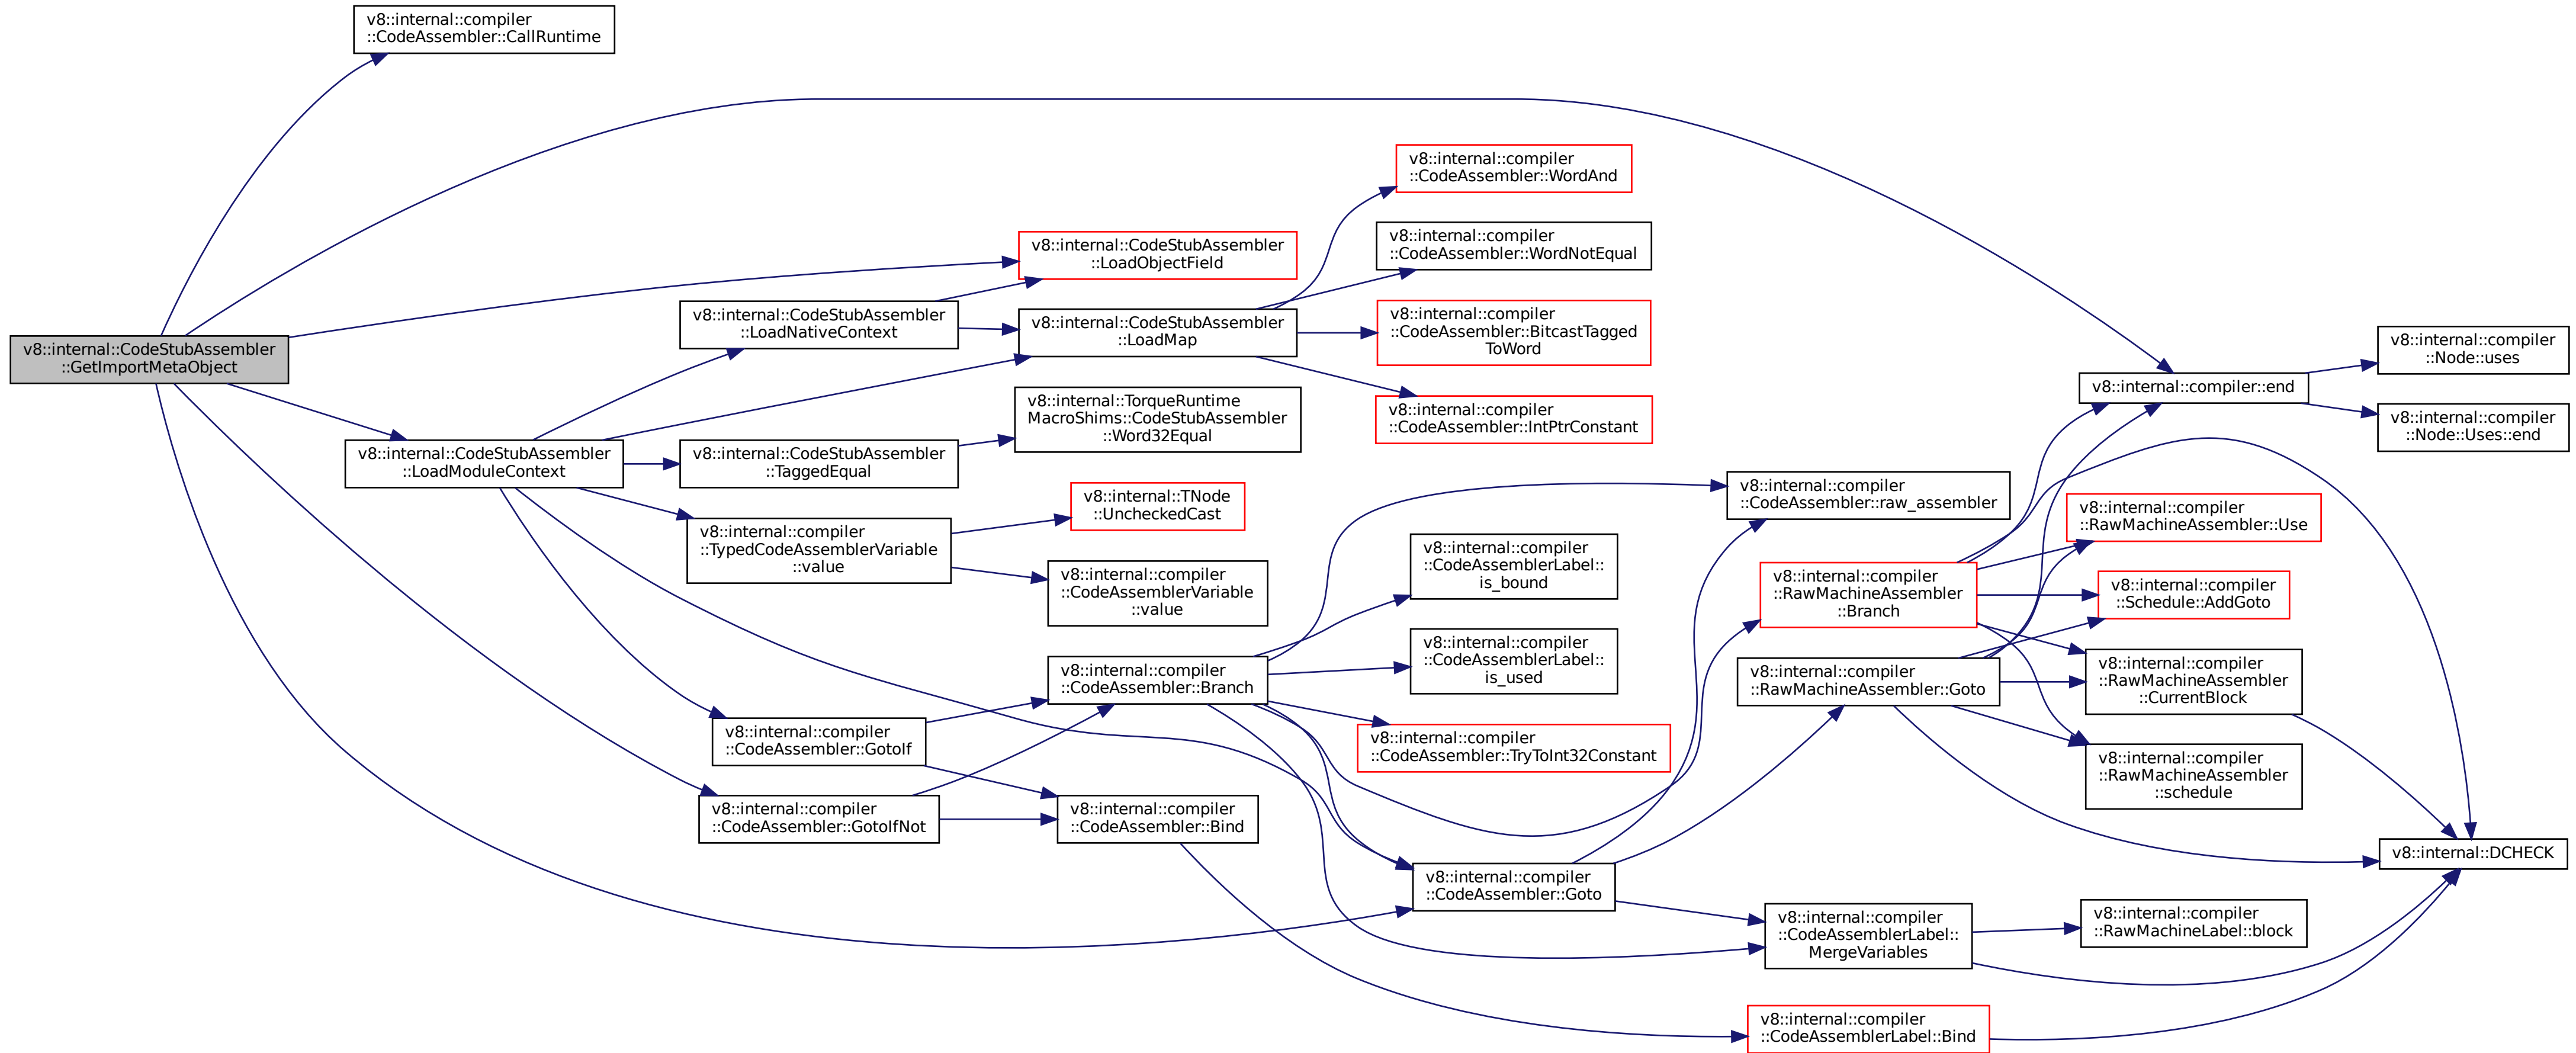 v8::internal::CodeStubAssembler
::GetImportMetaObject
v8::internal::compiler
::CodeAssembler::CallRuntime
v8::internal::CodeStubAssembler
::LoadModuleContext
v8::internal::CodeStubAssembler
::LoadNativeContext
v8::internal::CodeStubAssembler
::TaggedEqual
v8::internal::compiler
::TypedCodeAssemblerVariable
::value
v8::internal::compiler
::CodeAssembler::GotoIf
v8::internal::compiler
::CodeAssembler::GotoIfNot
v8::internal::CodeStubAssembler
::LoadObjectField
v8::internal::CodeStubAssembler
::LoadMap
v8::internal::TorqueRuntime
MacroShims::CodeStubAssembler
::Word32Equal
v8::internal::TNode
::UncheckedCast
v8::internal::compiler
::CodeAssemblerVariable
::value
v8::internal::compiler
::CodeAssembler::Branch
v8::internal::compiler
::CodeAssembler::Bind
v8::internal::compiler
::CodeAssembler::WordAnd
v8::internal::compiler
::CodeAssembler::WordNotEqual
v8::internal::compiler
::CodeAssembler::BitcastTagged
ToWord
v8::internal::compiler
::CodeAssembler::IntPtrConstant
v8::internal::compiler
::CodeAssemblerLabel::
is_bound
v8::internal::compiler
::CodeAssemblerLabel::
is_used
v8::internal::compiler
::CodeAssembler::TryToInt32Constant
v8::internal::compiler
::CodeAssembler::Goto
v8::internal::compiler
::CodeAssembler::raw_assembler
v8::internal::compiler
::RawMachineAssembler
::Branch
v8::internal::compiler
::RawMachineAssembler::Goto
v8::internal::compiler
::CodeAssemblerLabel::
MergeVariables
v8::internal::compiler
::CodeAssemblerLabel::Bind
v8::internal::compiler::end
v8::internal::compiler
::RawMachineAssembler::Use
v8::internal::compiler
::Schedule::AddGoto
v8::internal::compiler
::RawMachineAssembler
::CurrentBlock
v8::internal::compiler
::RawMachineAssembler
::schedule
v8::internal::compiler
::RawMachineLabel::block
v8::internal::compiler
::Node::uses
v8::internal::compiler
::Node::Uses::end
v8::internal::DCHECK